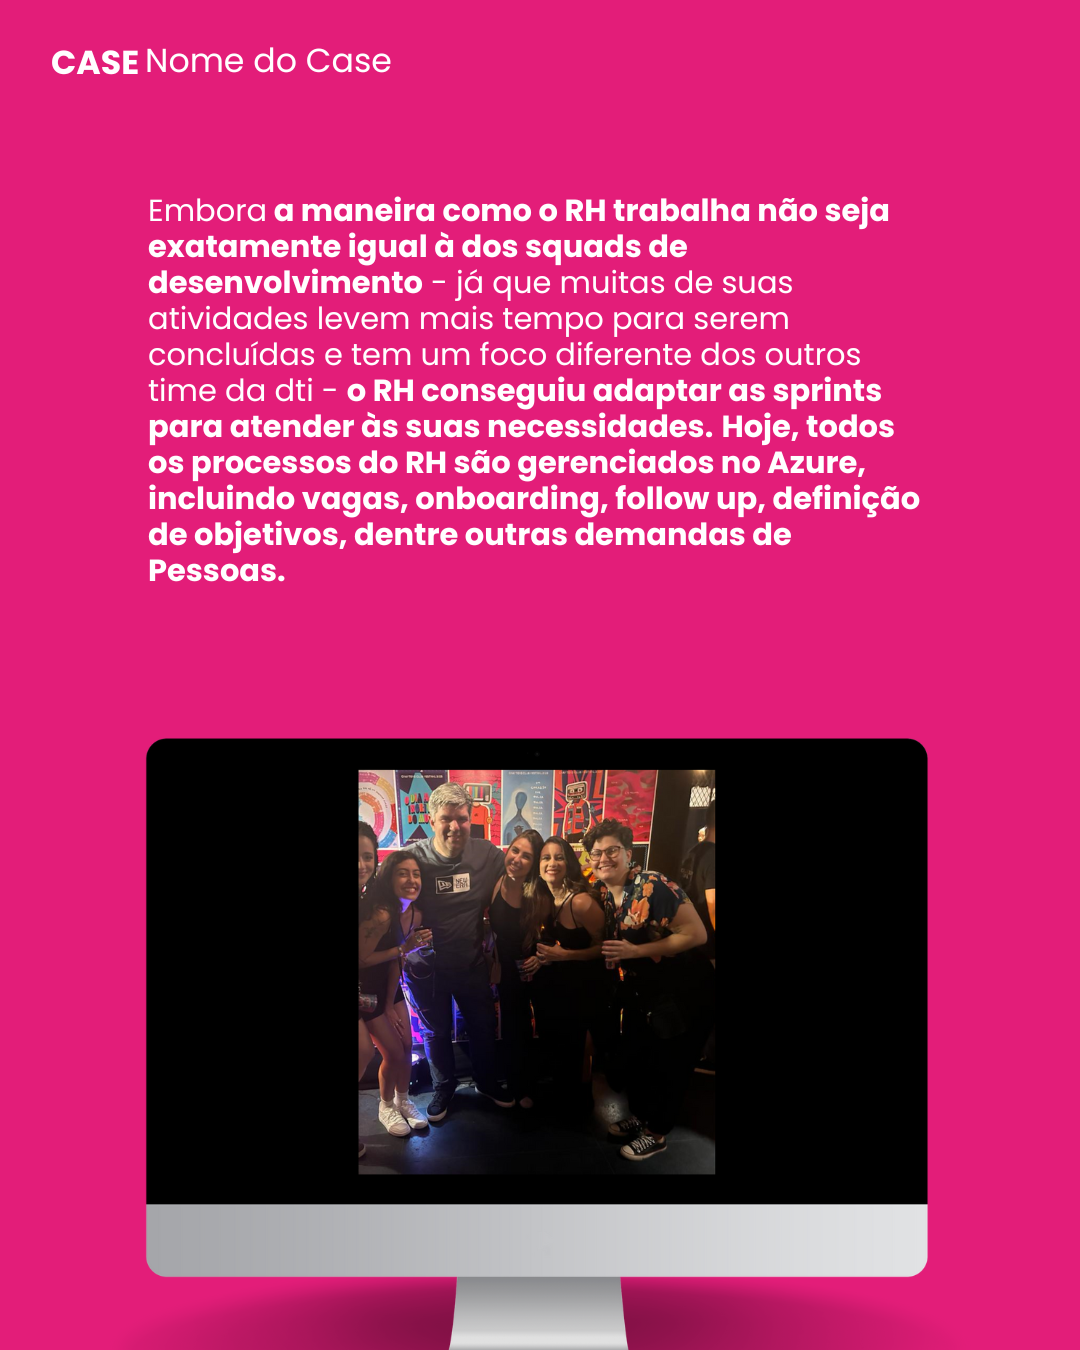 CASE Nome do Case
Embora a maneira como o RH trabalha não seja
exatamente igual à dos squads de
desenvolvimento - já que muitas de suas
atividades levem mais tempo para serem
concluídas e tem um foco diferente dos outros
time da dti - o RH conseguiu adaptar as sprints
para atender às suas necessidades. Hoje, todos
os processos do RH são gerenciados no Azure,
incluindo vagas, onboarding, follow up, definição
de objetivos, dentre outras demandas de
Pessoas.
NEW